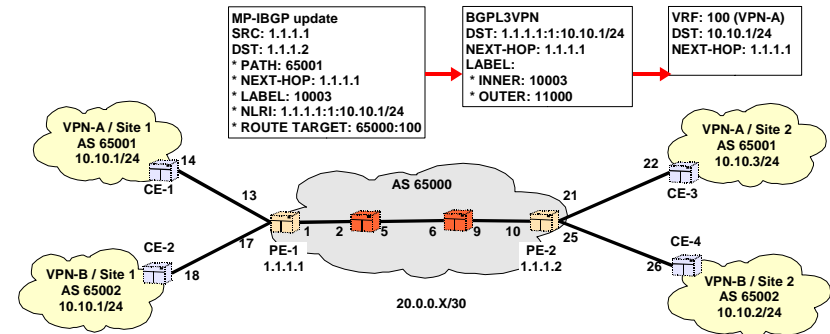 MP-IBGP update
SRC: 1.1.1.1
DST: 1.1.1.2
* PATH: 65001
* NEXT-HOP: 1.1.1.1
* LABEL: 10003
* NLRI: 1.1.1.1:1:10.10.1/24
* ROUTE TARGET: 65000:100
BGPL3VPN
DST: 1.1.1.1:1:10.10.1/24
NEXT-HOP: 1.1.1.1
LABEL:
* INNER: 10003
* OUTER: 11000
VRF: 100 (VPN-A)
DST: 10.10.1/24
NEXT-HOP: 1.1.1.1
VPN-A / Site 1
AS 65001
10.10.1/24
14
CE-1
13
AS 65000
VPN-A / Site 2
AS 65001
10.10.3/24
22
CE-3
21
1
2
5
6
9
10
PE-1
1.1.1.1
PE-2
1.1.1.2
CE-2
17
18
VPN-B / Site 1
AS 65002
10.10.1/24
25
CE-4
26
VPN-B / Site 2
AS 65002
10.10.2/24
20.0.0.X/30